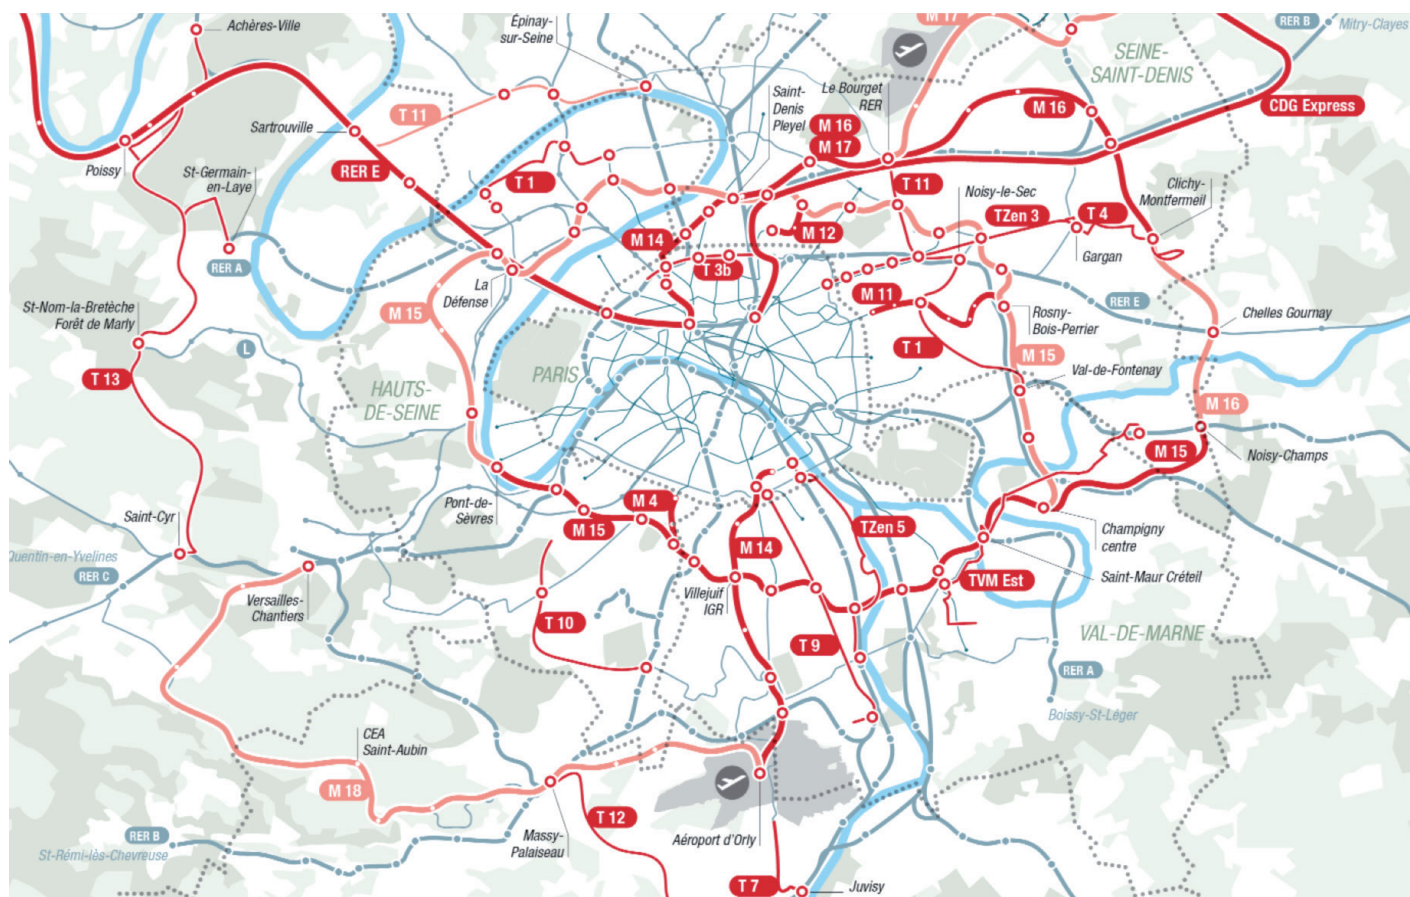 M 17
RER B
Mitry-Clayes
Achères-Ville
Épinay-
sur-Seine
SEINE-
SAINT-DENIS
Saint-
Denis
Pleyel
Le Bourget
RER
M 16
CDG Express
T 11
Sartrouville
M 16
M 17
Poissy
RER E
St-Germain-
en-Laye
T 1
T 11
Noisy-le-Sec
Clichy-
Montfermeil
TZen 3
T 4
M 14
M 12
Gargan
RER A
T 3b
La
Défense
M 11
RER E
St-Nom-la-Bretèche
Forêt de Marly
M 15
Rosny-
Bois-Perrier
Chelles Gournay
L
T 1
M 15
T 13
HAUTS-
DE-SEINE
PARIS
Val-de-Fontenay
M 16
M 15
Noisy-Champs
Pont-de-
Sèvres
M 4
Saint-Cyr
M 15
TZen 5
Champigny
centre
M 14
Quentin-en-Yvelines
RER C
Versailles-
Chantiers
Villejuif
IGR
TVM Est
Saint-Maur Créteil
T 10
T 9
VAL-DE-MARNE
RER A
Boissy-St-Léger
CEA
Saint-Aubin
M 18
T 12
RER B
St-Rémi-lès-Chevreuse
Massy-
Palaiseau
Aéroport d'Orly
T 7
Juvisy